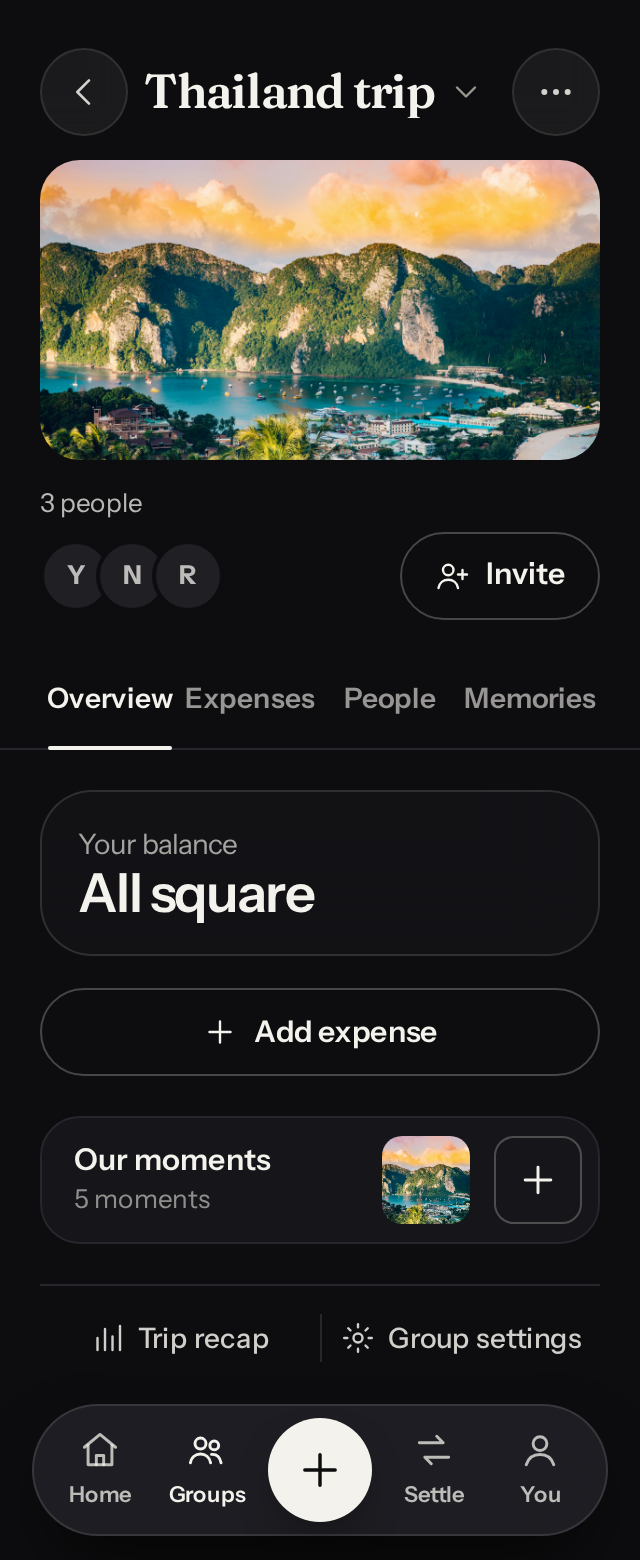 Thailand trip
3 people
Y N R
Invite
Overview Expenses People Memories
Your balance
All square
Add expense
Our moments
5 moments
Trip recap
Group settings
Home Groups Settle You